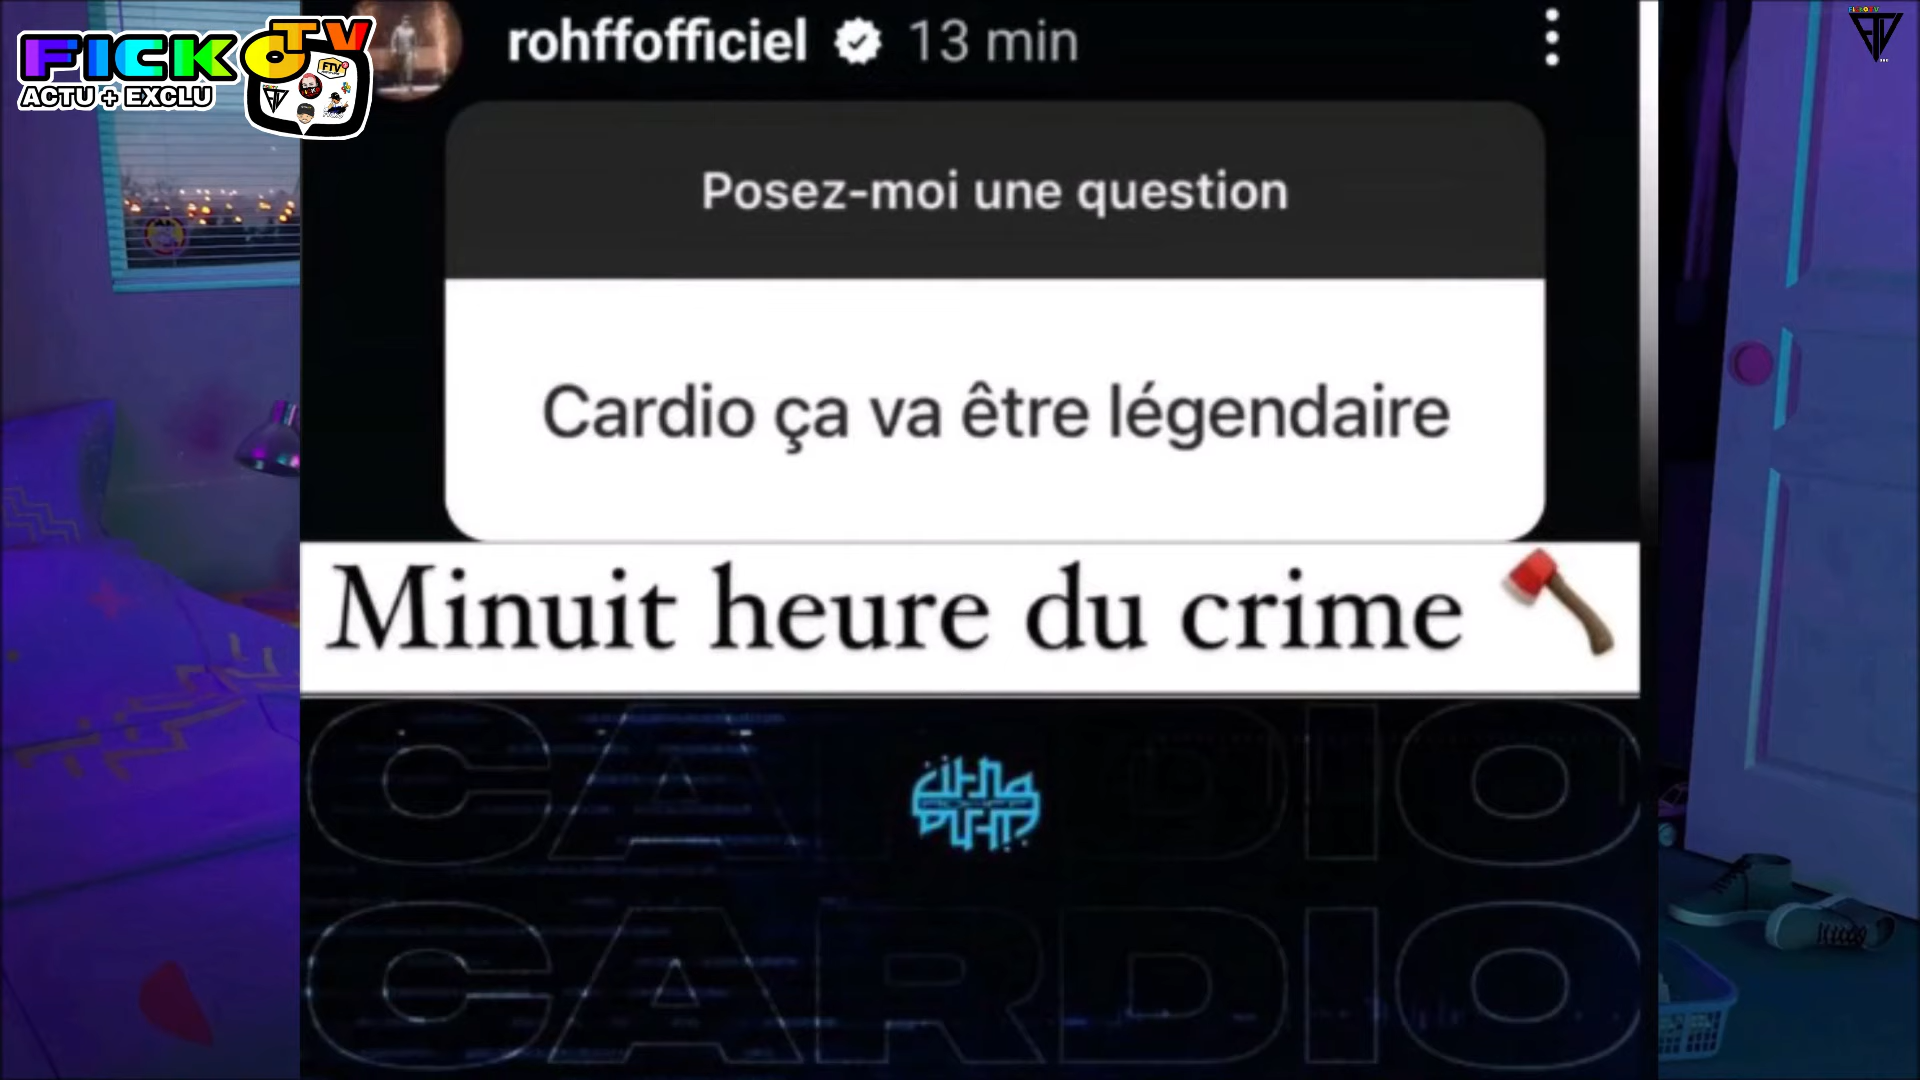 FICKO TV
ACTU + EXCLU
FTV
rohffofficiel 13 min
Posez-moi une question
Cardio ça va être légendaire
Minuit heure du crime
CARDIO
CARDIO